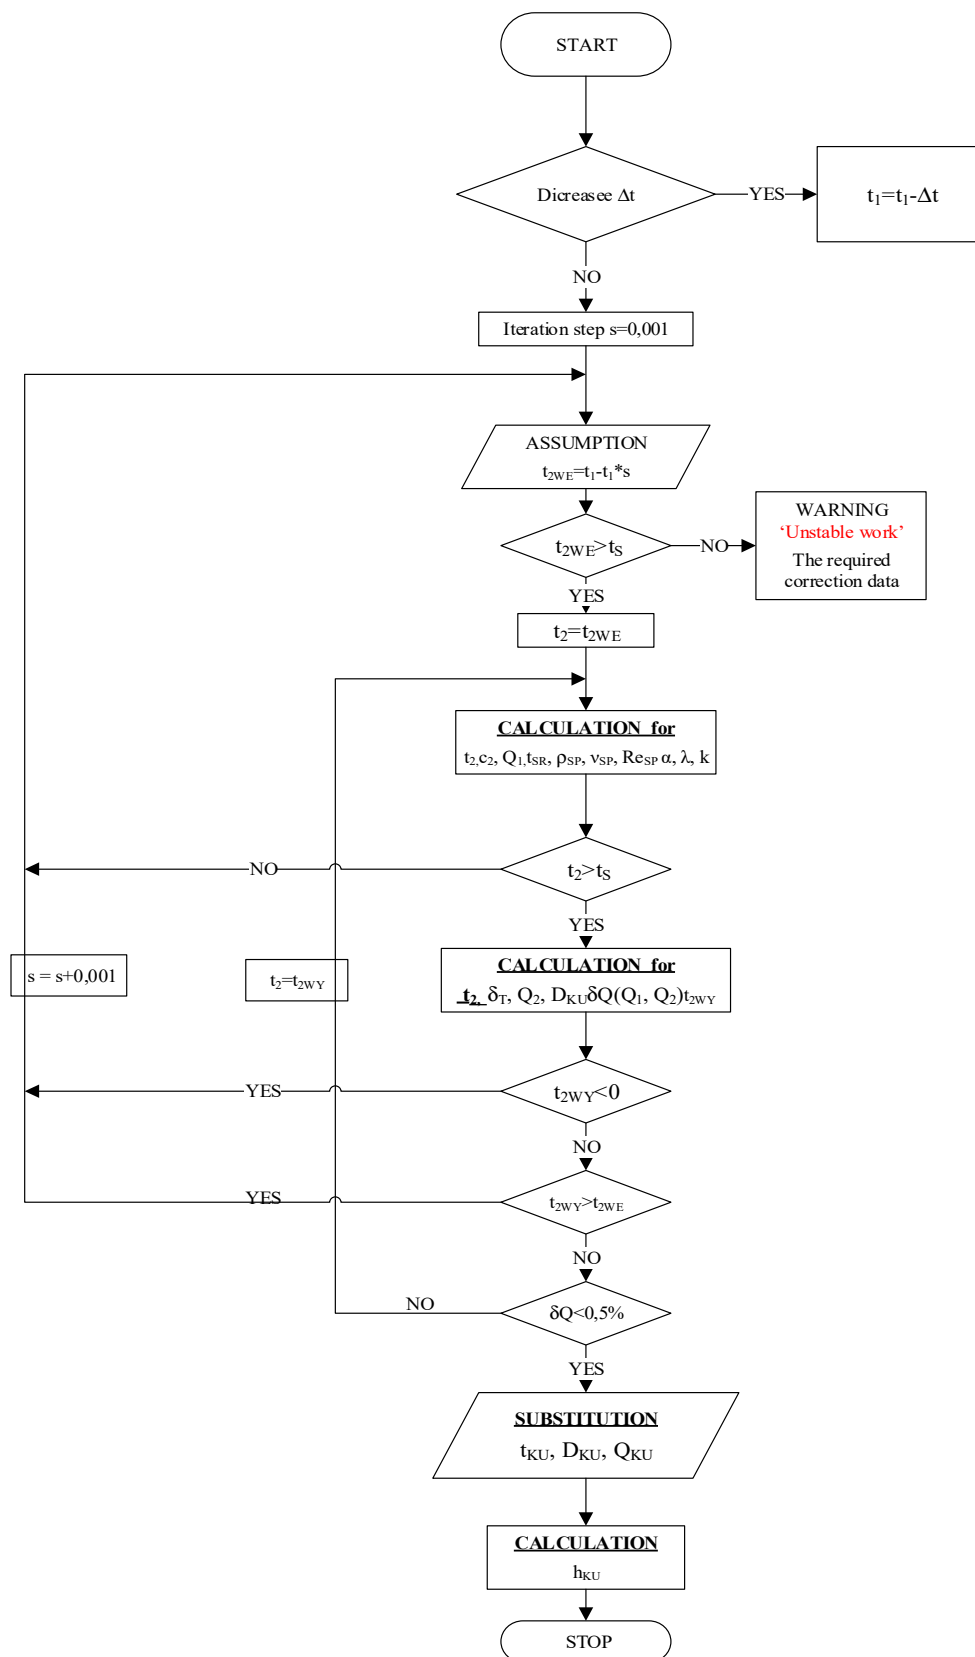 START
Dicreasee Δt
YES
t₁=t₁-Δt
NO
Iteration step s=0,001
ASSUMPTION
t₂WE=t₁-t₁*s
t₂WE>tS
NO
WARNING
‘Unstable work’
The required
correction data
YES
t₂=t₂WE
CALCULATION for
t₂,c₂, Q₁,tSR, ρSP, νSP, ReSP α, λ, k
t₂>tS
NO
YES
s = s+0,001
t₂=t₂WY
CALCULATION for
t₂, δT, Q₂, DKUδQ(Q₁, Q₂)t₂WY
t₂WY<0
YES
NO
t₂WY>t₂WE
YES
NO
δQ<0,5%
NO
YES
SUBSTITUTION
tKU, DKU, QKU
CALCULATION
hKU
STOP